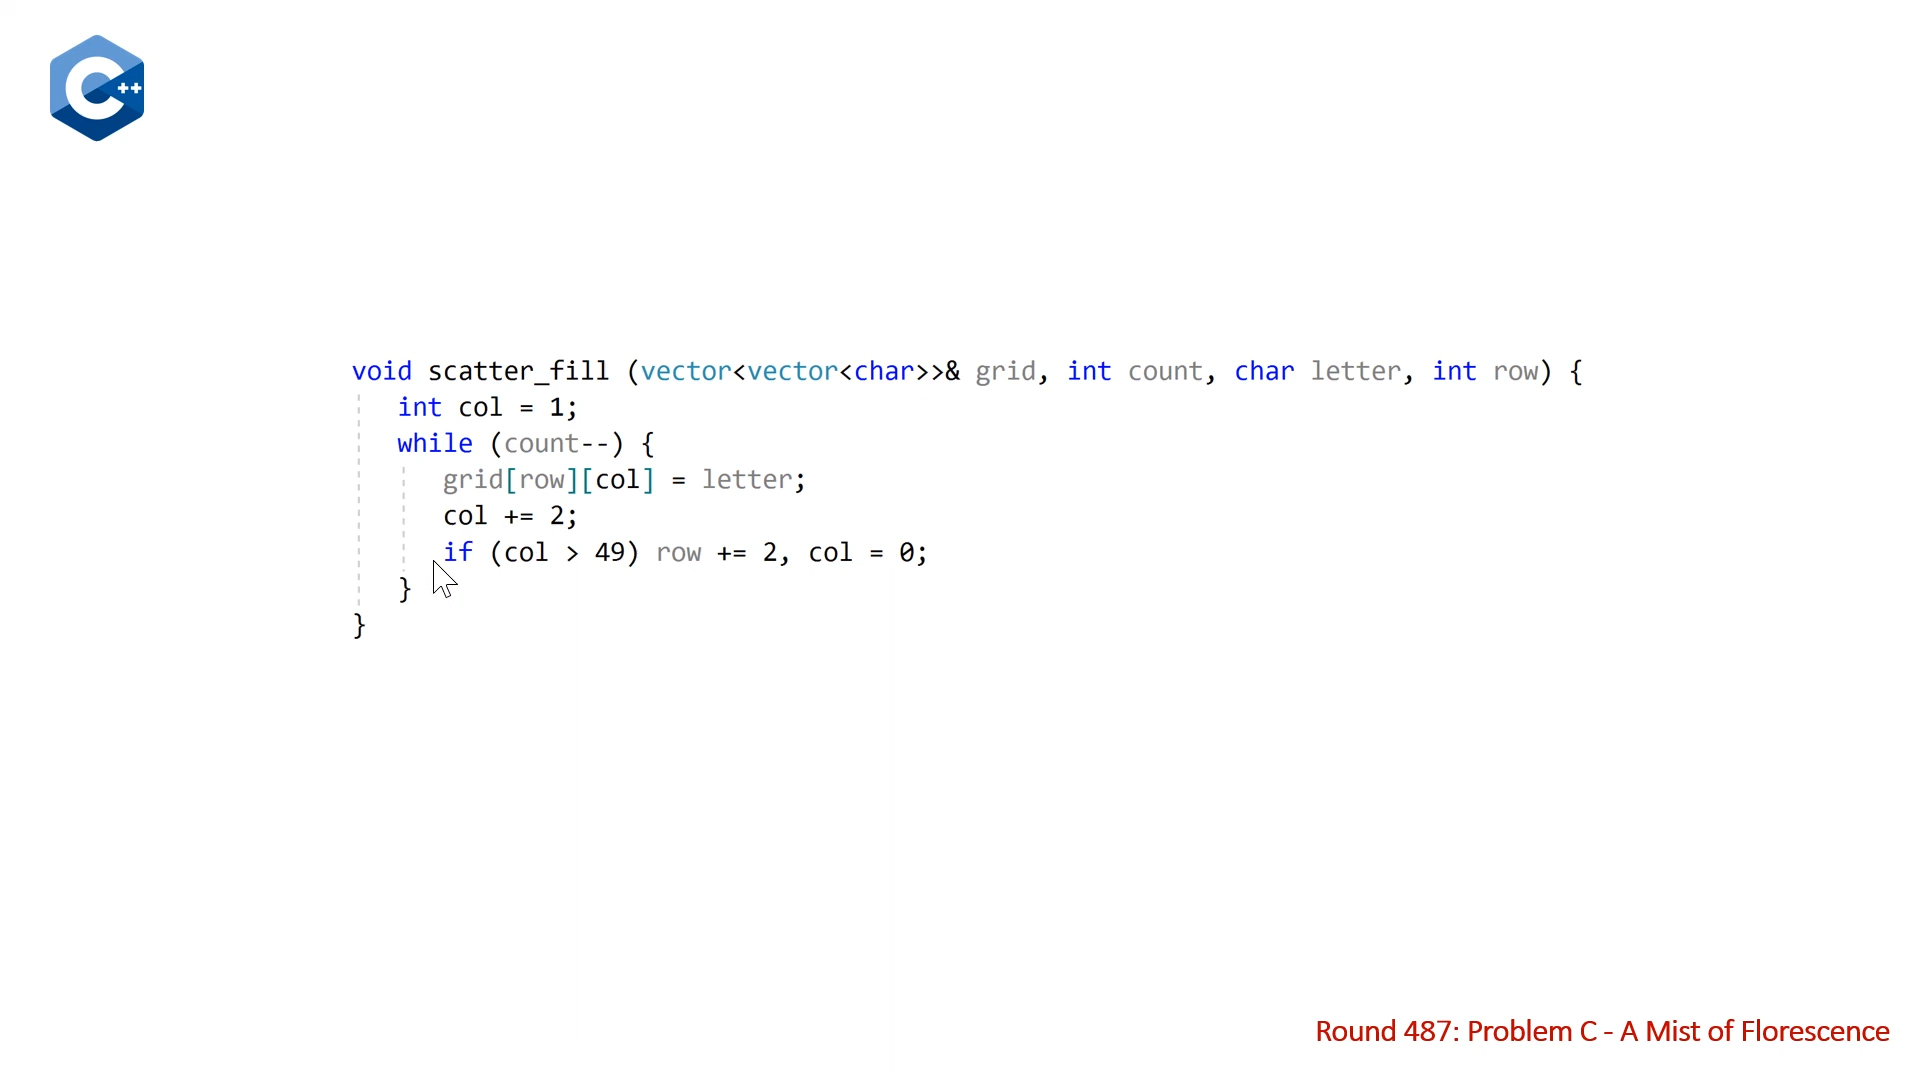 C++
void scatter_fill (vector<vector<char>>& grid, int count, char letter, int row) {
int col = 1;
while (count--) {
grid[row][col] = letter;
col += 2;
if (col > 49) row += 2, col = 0;
}
}
Round 487: Problem C - A Mist of Florescence